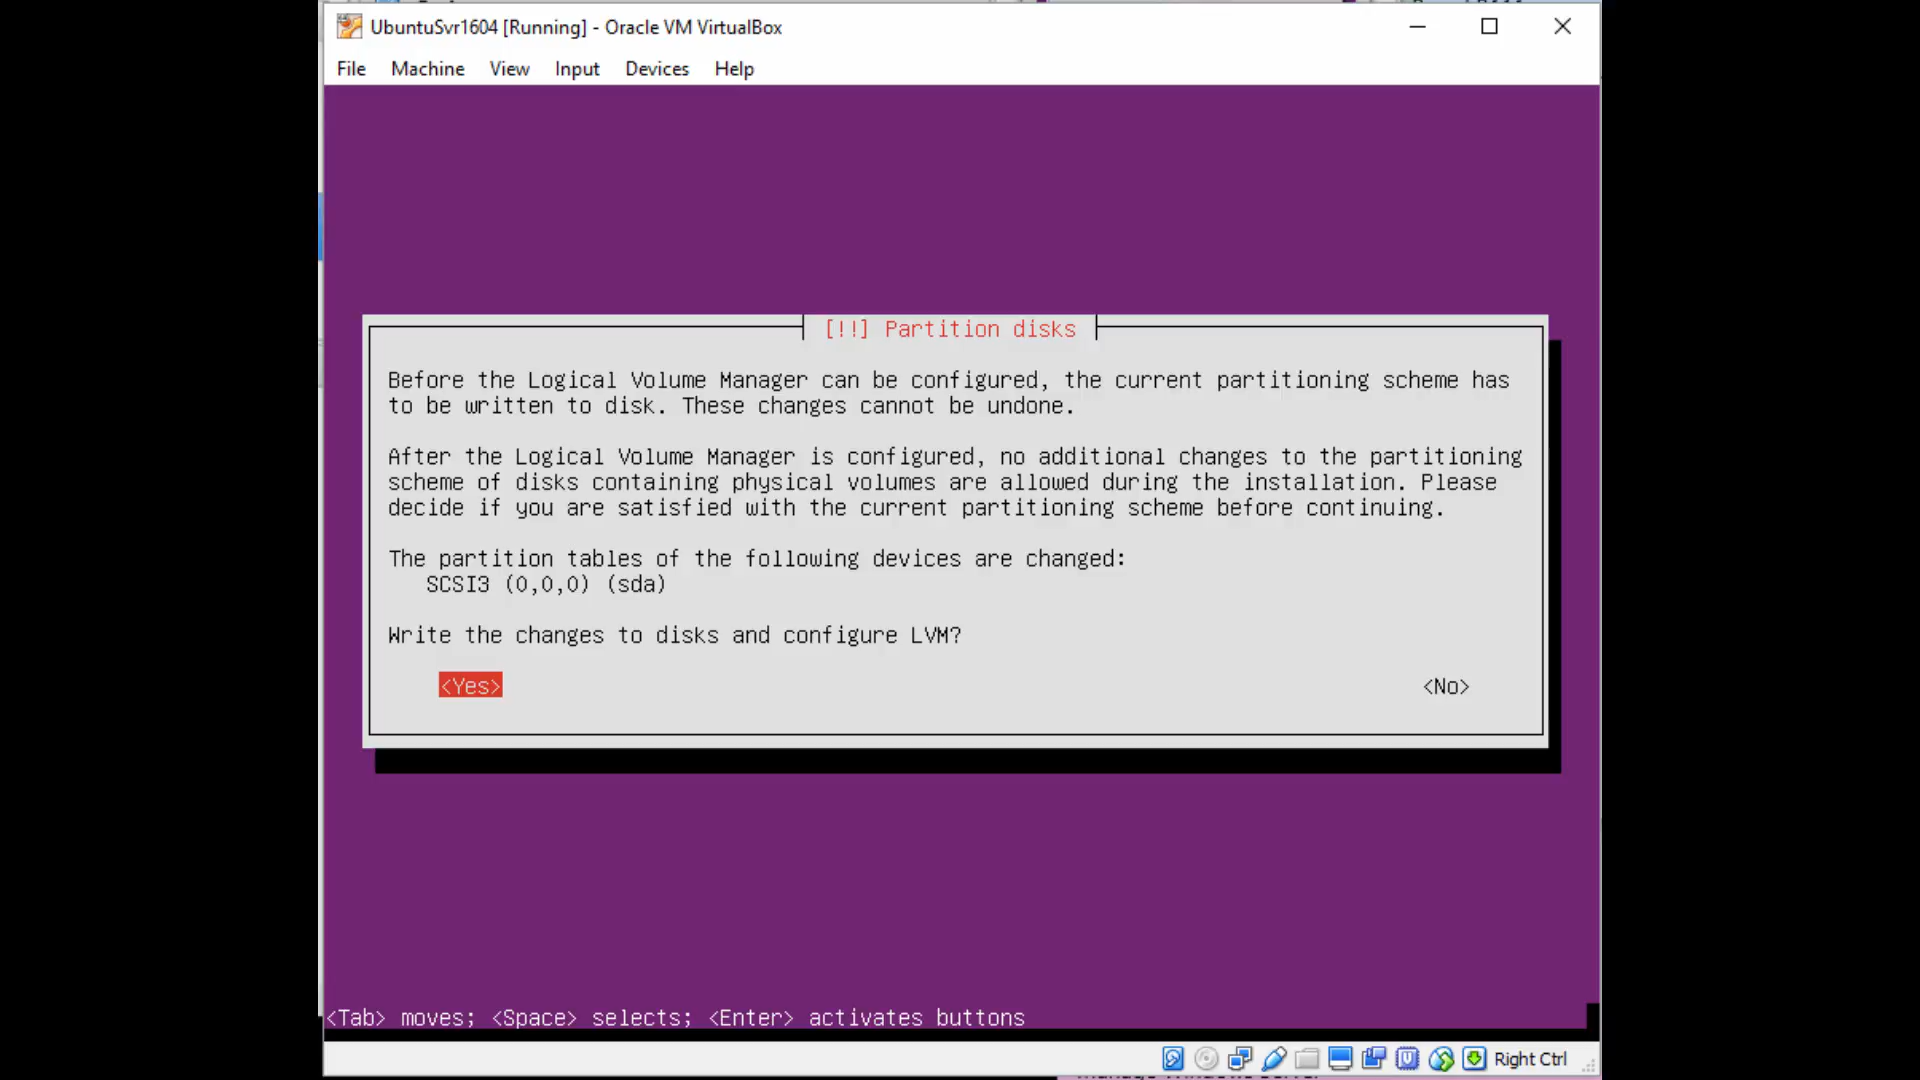 UbuntuSvr1604 [Running] - Oracle VM VirtualBox
File Machine View Input Devices Help
[!!] Partition disks
Before the Logical Volume Manager can be configured, the current partitioning scheme has
to be written to disk. These changes cannot be undone.
After the Logical Volume Manager is configured, no additional changes to the partitioning
scheme of disks containing physical volumes are allowed during the installation. Please
decide if you are satisfied with the current partitioning scheme before continuing.
The partition tables of the following devices are changed:
SCSI3 (0,0,0) (sda)
Write the changes to disks and configure LVM?
<Yes> <No>
<Tab> moves; <Space> selects; <Enter> activates buttons
Right Ctrl